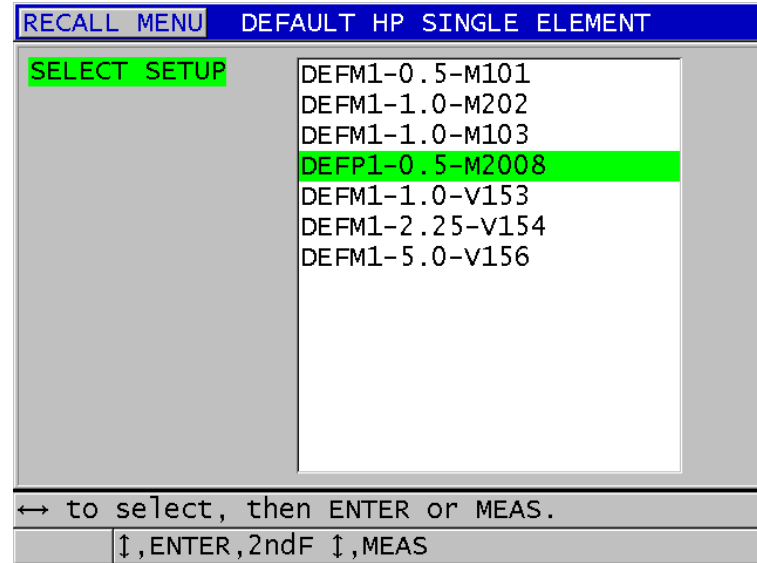 RECALL MENU DEFAULT HP SINGLE ELEMENT
SELECT SETUP
DEFM1-0.5-M101
DEFM1-1.0-M202
DEFM1-1.0-M103
DEFP1-0.5-M2008
DEFM1-1.0-V153
DEFM1-2.25-V154
DEFM1-5.0-V156
←→ to select, then ENTER or MEAS.
↕,ENTER,2ndF ↕,MEAS